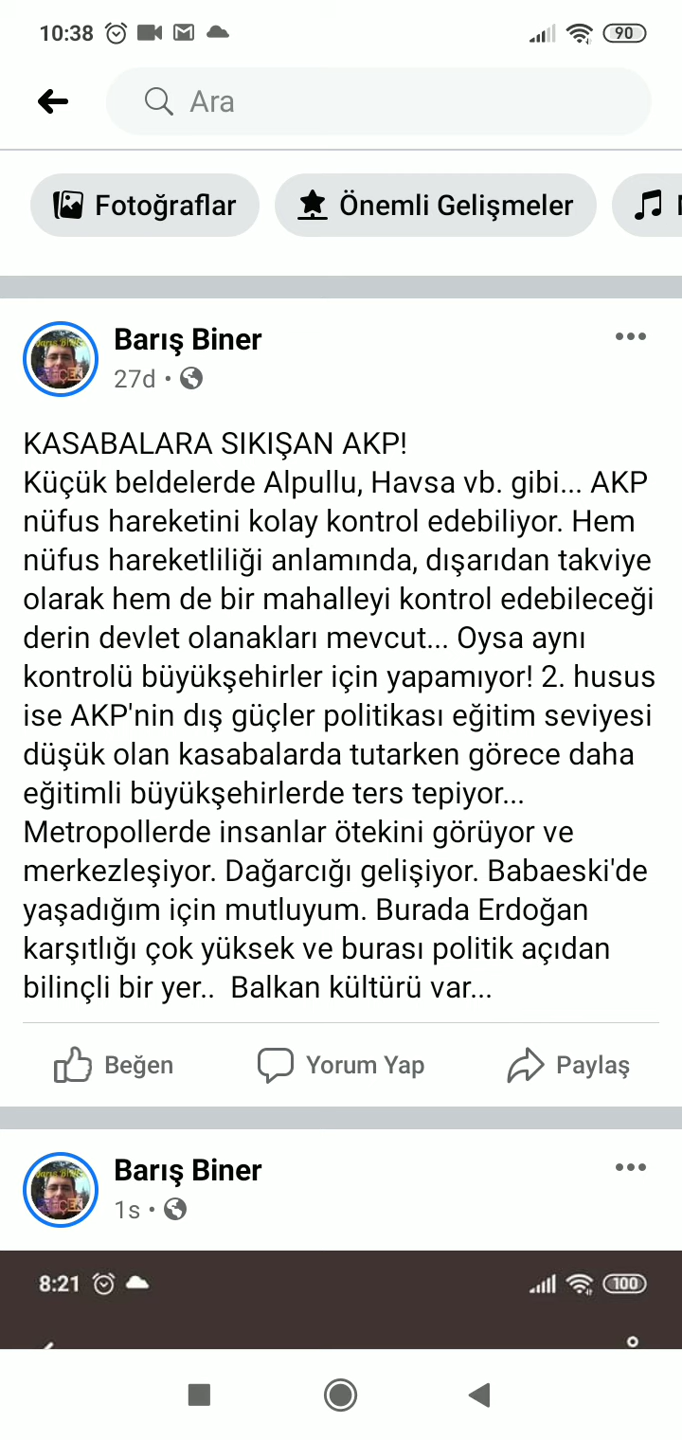 10:38
90
Ara
Fotoğraflar
Önemli Gelişmeler
Barış Biner
27d
KASABALARA SIKIŞAN AKP!
Küçük beldelerde Alpullu, Havsa vb. gibi... AKP
nüfus hareketini kolay kontrol edebiliyor. Hem
nüfus hareketliliği anlamında, dışarıdan takviye
olarak hem de bir mahalleyi kontrol edebileceği
derin devlet olanakları mevcut... Oysa aynı
kontrolü büyükşehirler için yapamıyor! 2. husus
ise AKP'nin dış güçler politikası eğitim seviyesi
düşük olan kasabalarda tutarken görece daha
eğitimli büyükşehirlerde ters tepiyor...
Metropollerde insanlar ötekini görüyor ve
merkezleşiyor. Dağarcığı gelişiyor. Babaeski'de
yaşadığım için mutluyum. Burada Erdoğan
karşıtlığı çok yüksek ve burası politik açıdan
bilinçli bir yer..  Balkan kültürü var...
Beğen
Yorum Yap
Paylaş
Barış Biner
1s
8:21
100